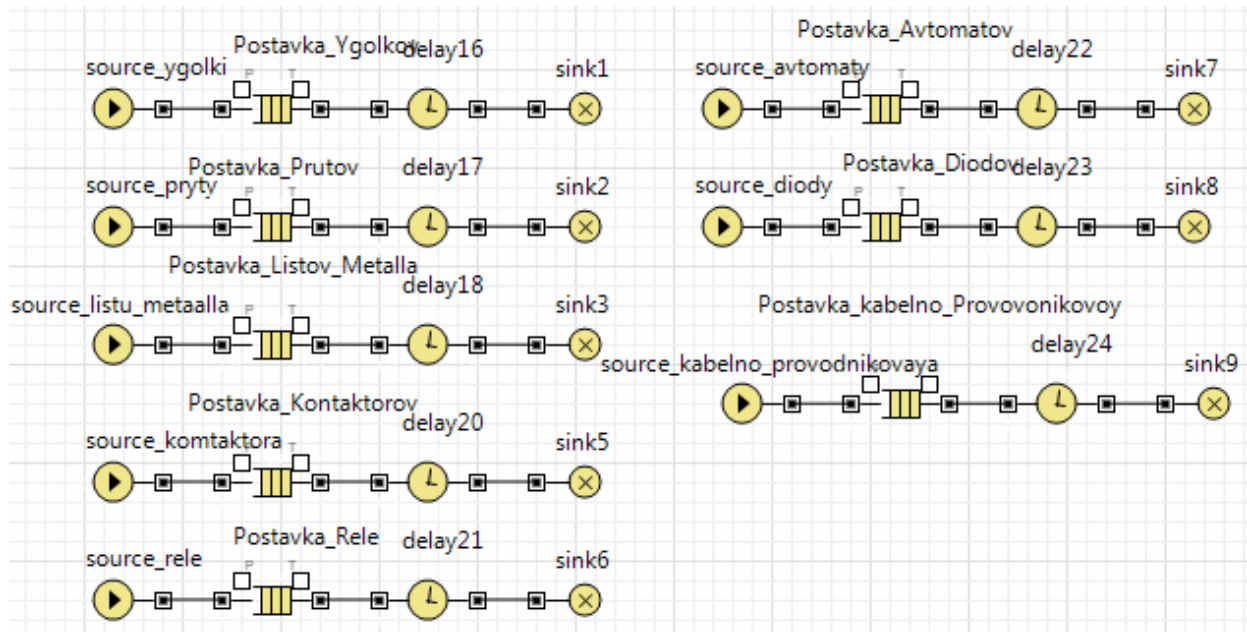 Postavka_Ygolkov
delay16
source_ygolki
sink1
P T
Postavka_Prutov
delay17
source_pryty
sink2
P T
Postavka_Listov_Metalla
delay18
source_listu_metaalla
sink3
P T
Postavka_Kontaktorov
delay20
source_komtaktora
sink5
T
Postavka_Rele
delay21
source_rele
sink6
P T
Postavka_Avtomatov
delay22
source_avtomaty
sink7
T
Postavka_Diodov
delay23
source_diody
sink8
P T
Postavka_kabelno_Provovonikovoy
delay24
source_kabelno_provodnikovaya
sink9